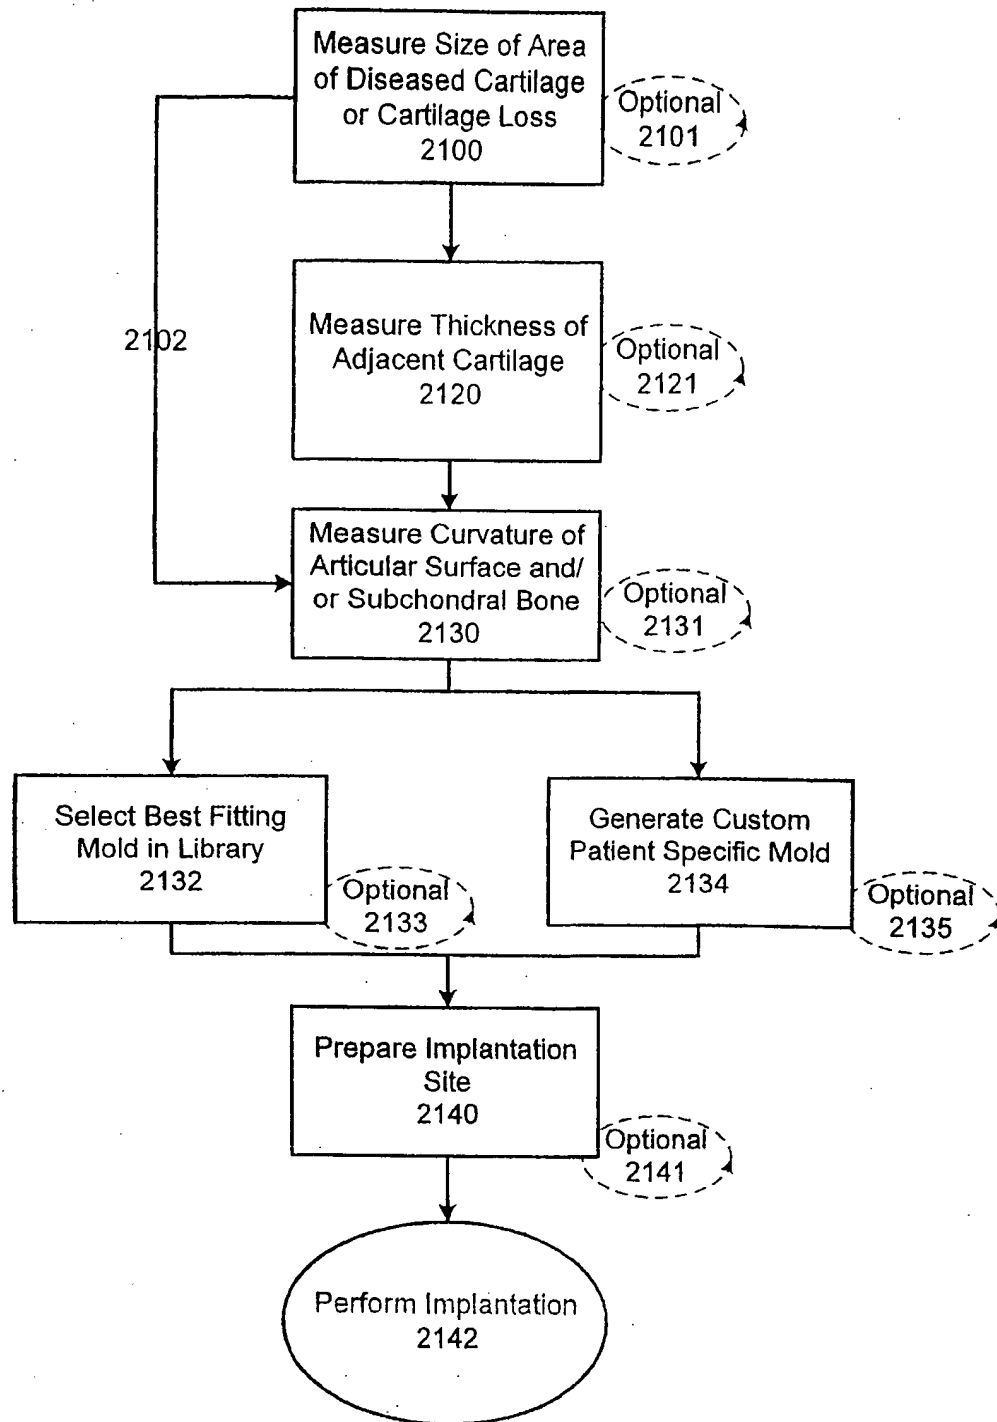 Measure Size of Area
of Diseased Cartilage
or Cartilage Loss
2100
Optional
2101
2102
Measure Thickness of
Adjacent Cartilage
2120
Optional
2121
Measure Curvature of
Articular Surface and/
or Subchondral Bone
2130
Optional
2131
Select Best Fitting
Mold in Library
2132
Optional
2133
Generate Custom
Patient Specific Mold
2134
Optional
2135
Prepare Implantation
Site
2140
Optional
2141
Perform Implantation
2142